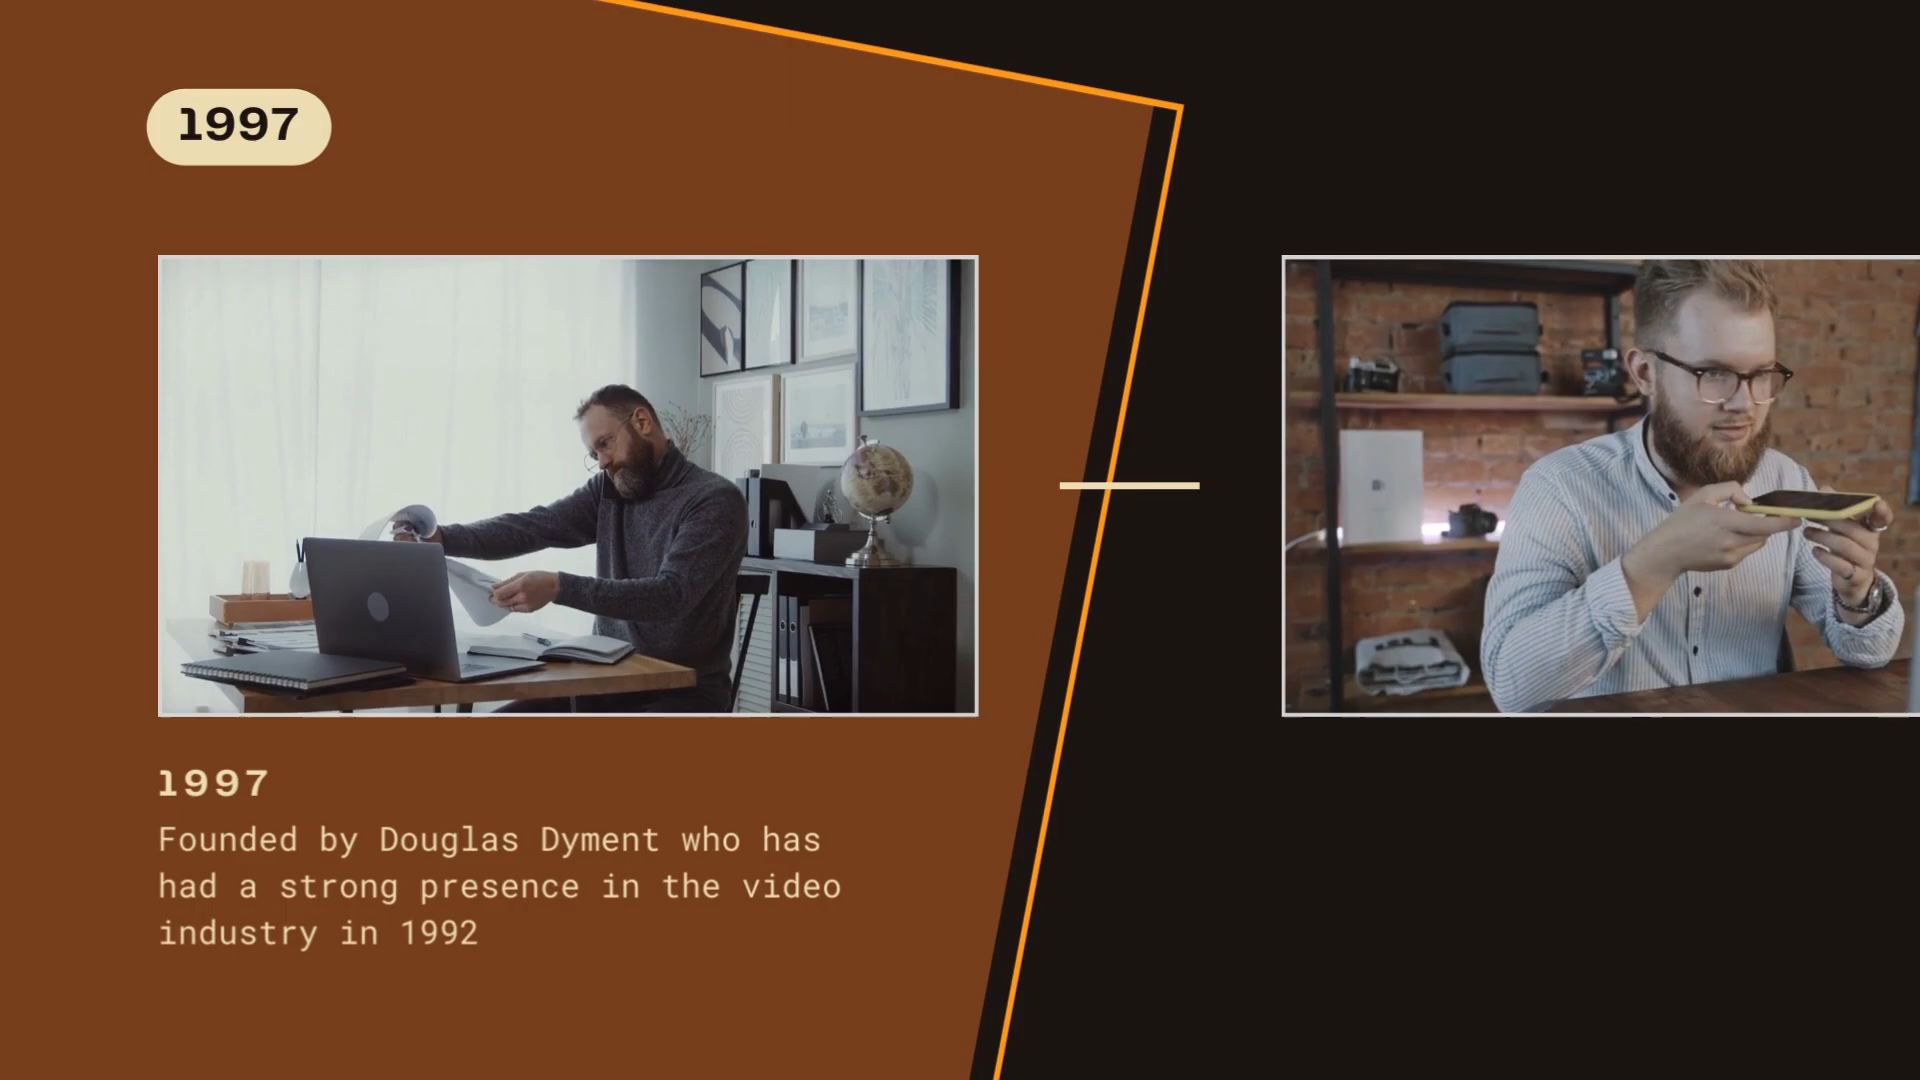 1997
1997
Founded by Douglas Dyment who has
had a strong presence in the video
industry in 1992